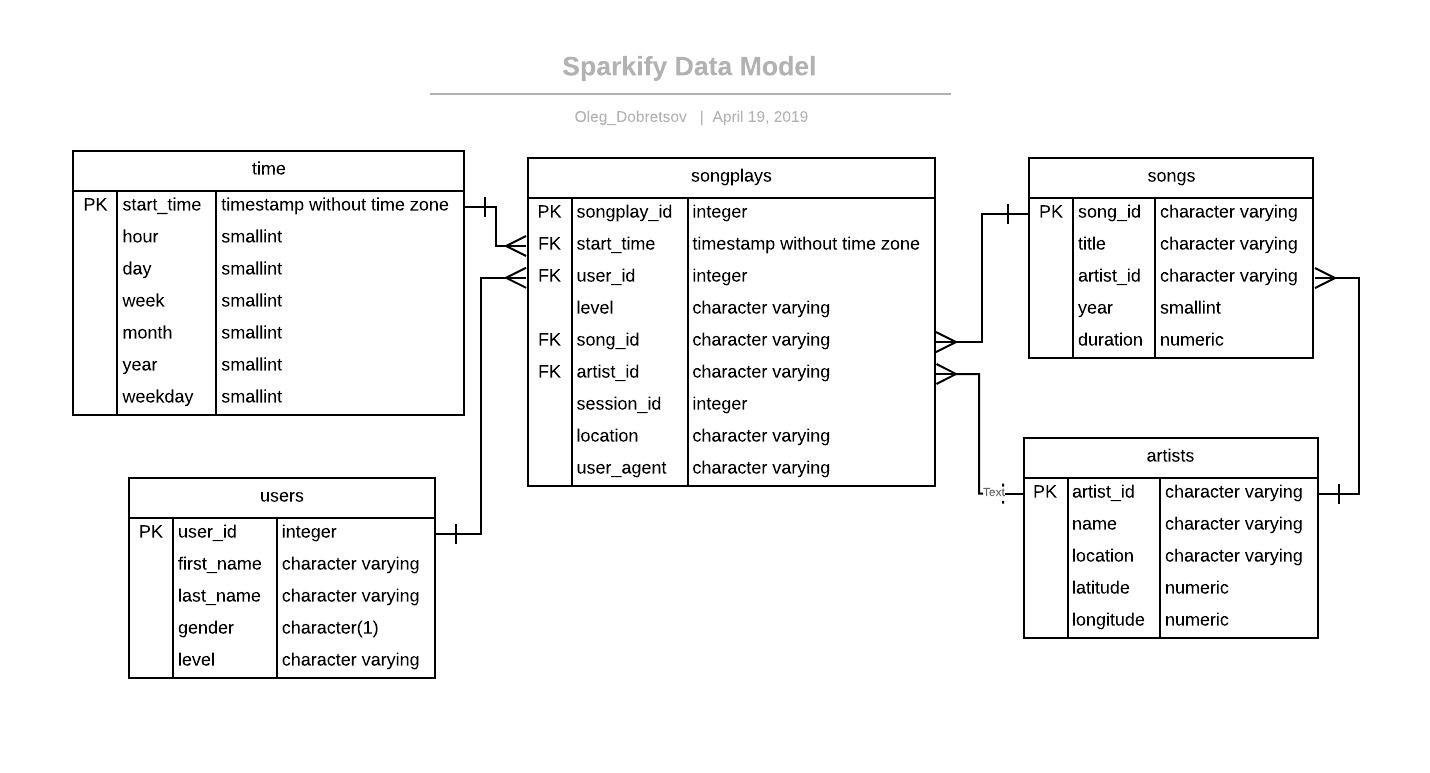 Sparkify Data Model
Oleg_Dobretsov | April 19, 2019
time
PK start_time timestamp without time zone
hour smallint
day smallint
week smallint
month smallint
year smallint
weekday smallint
users
PK user_id integer
first_name character varying
last_name character varying
gender character(1)
level character varying
songplays
PK songplay_id integer
FK start_time timestamp without time zone
FK user_id integer
level character varying
FK song_id character varying
FK artist_id character varying
session_id integer
location character varying
user_agent character varying
songs
PK song_id character varying
title character varying
artist_id character varying
year smallint
duration numeric
Text
artists
PK artist_id character varying
name character varying
location character varying
latitude numeric
longitude numeric